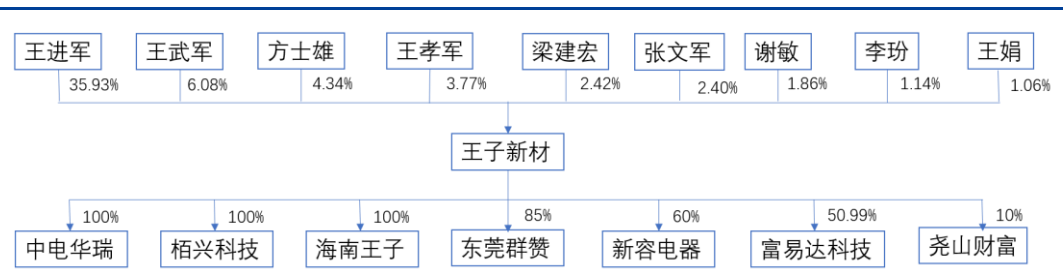 王进军 王武军 方士雄 王孝军 梁建宏 张文军 谢敏 李玢 王娟
35.93% 6.08% 4.34% 3.77% 2.42% 2.40% 1.86% 1.14% 1.06%
王子新材
100% 100% 100% 85% 60% 50.99% 10%
中电华瑞 栢兴科技 海南王子 东莞群赞 新容电器 富易达科技 尧山财富